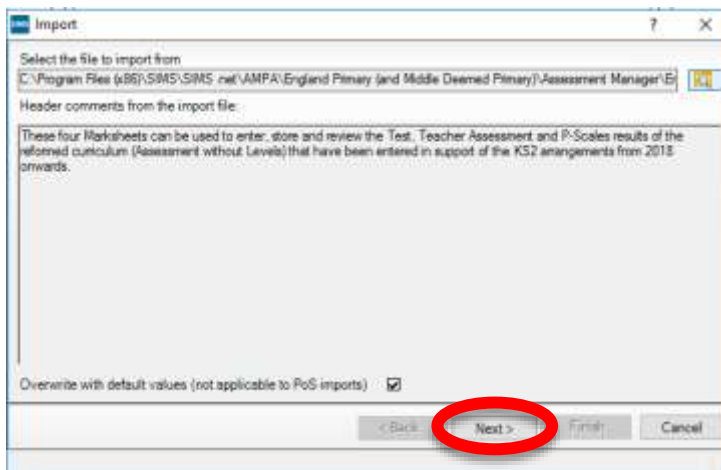 SIMS Import ? ×
Select the file to import from
C:\Program Files (x86)\SIMS\SIMS .net\AMPA\England Primary (and Middle Deemed Primary)\Assessment Manager\E
Header comments from the import file:
These four Marksheets can be used to enter, store and review the Test, Teacher Assessment and P-Scales results of the
reformed curriculum (Assessment without Levels) that have been entered in support of the KS2 arrangements from 2018
onwards.
Overwrite with default values (not applicable to PoS imports)
< Back Next > Finish Cancel